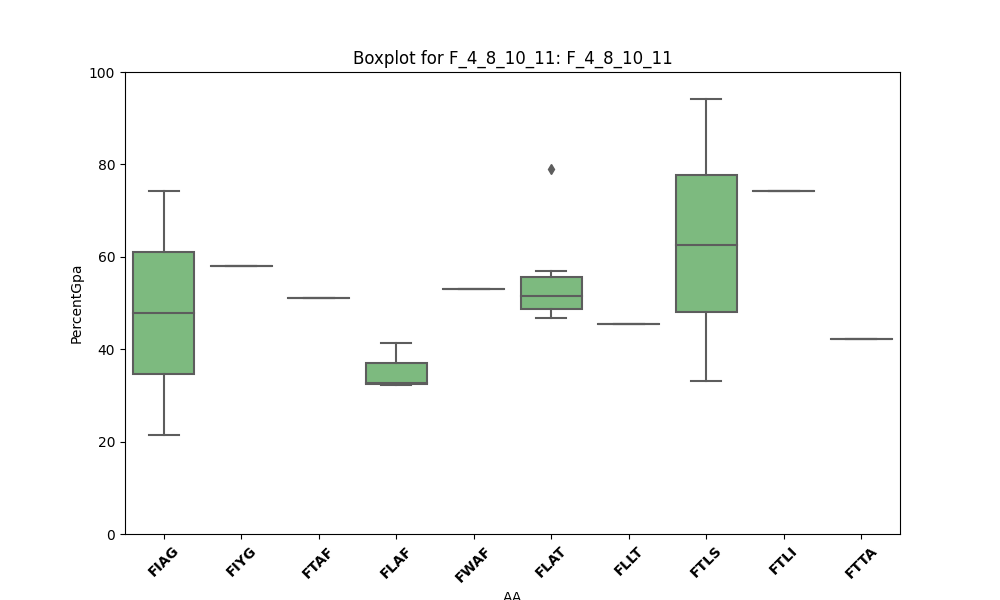 Boxplot for F_4_8_10_11: F_4_8_10_11
100
80
60
40
20
0
PercentGpa
FIAG
FIYG
FTAF
FLAF
FWAF
FLAT
FLLT
FTLS
FTLI
FTTA
AA